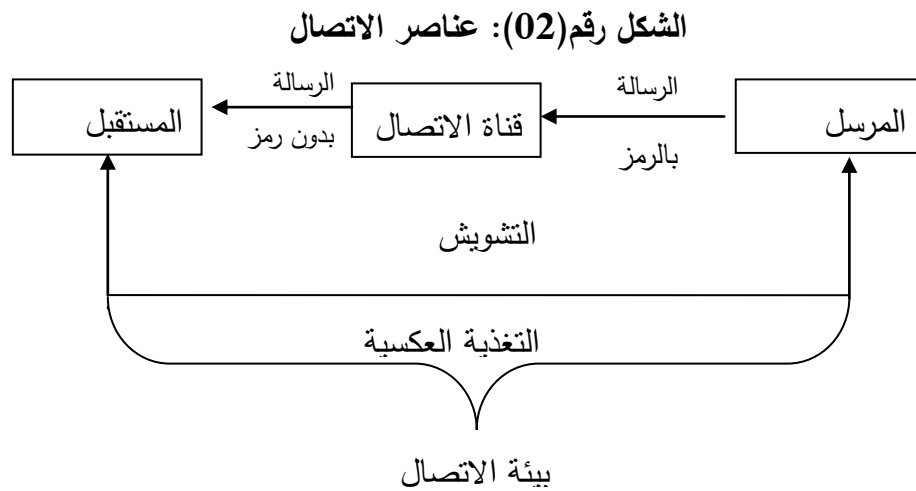 الشكل رقم(02): عناصر الاتصال
المرسل
الرسالة
بالرمز
قناة الاتصال
الرسالة
بدون رمز
المستقبل
التشويش
التغذية العكسية
بيئة الاتصال